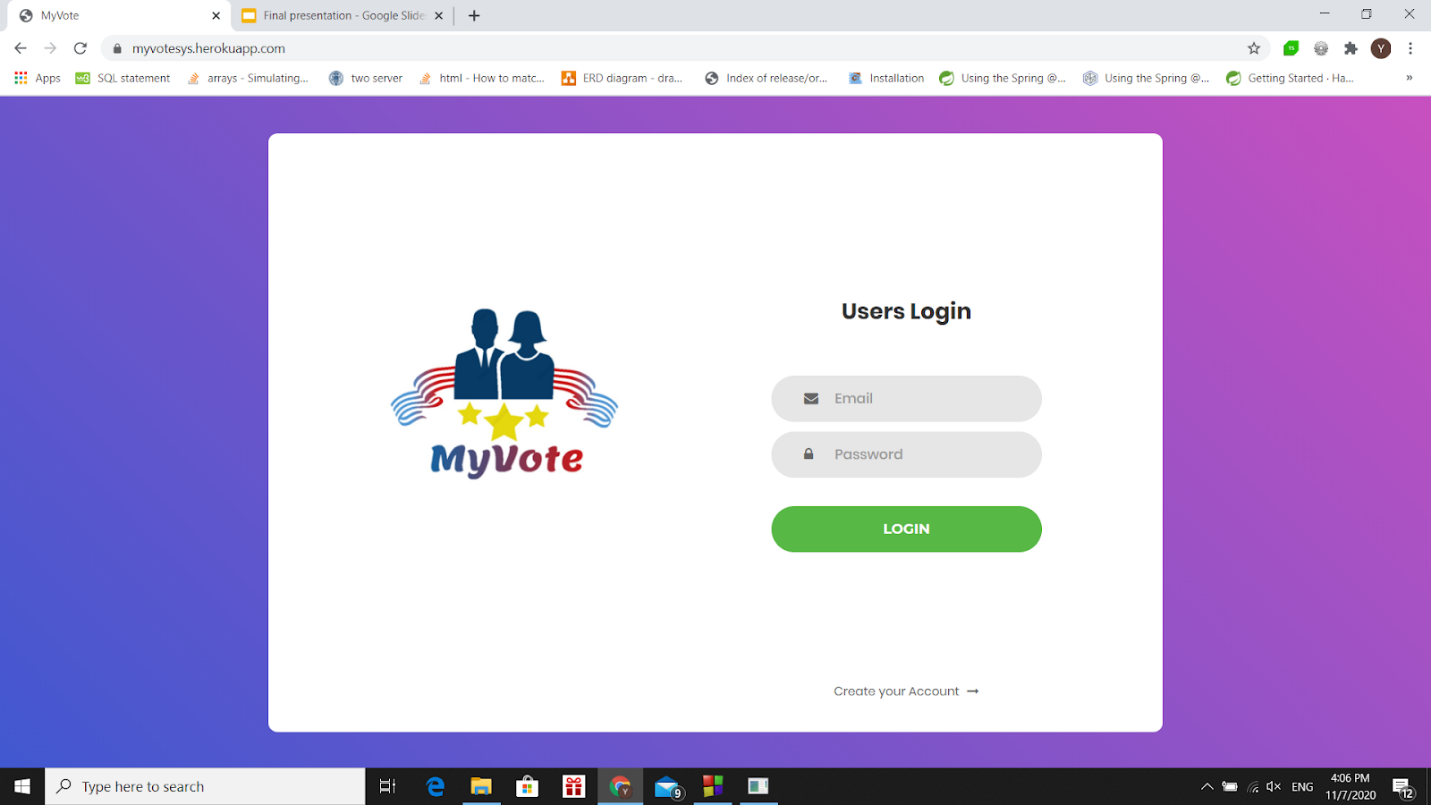 MyVote
Final presentation - Google Slide
myvotesys.herokuapp.com
Y
Apps
SQL statement
arrays - Simulating...
two server
html - How to matc...
ERD diagram - dra...
Index of release/or...
Installation
Using the Spring @...
Using the Spring @...
Getting Started · Ha...
»
Users Login
Email
Password
LOGIN
MyVote
Create your Account →
Type here to search
9
ENG
4:06 PM
11/7/2020
12